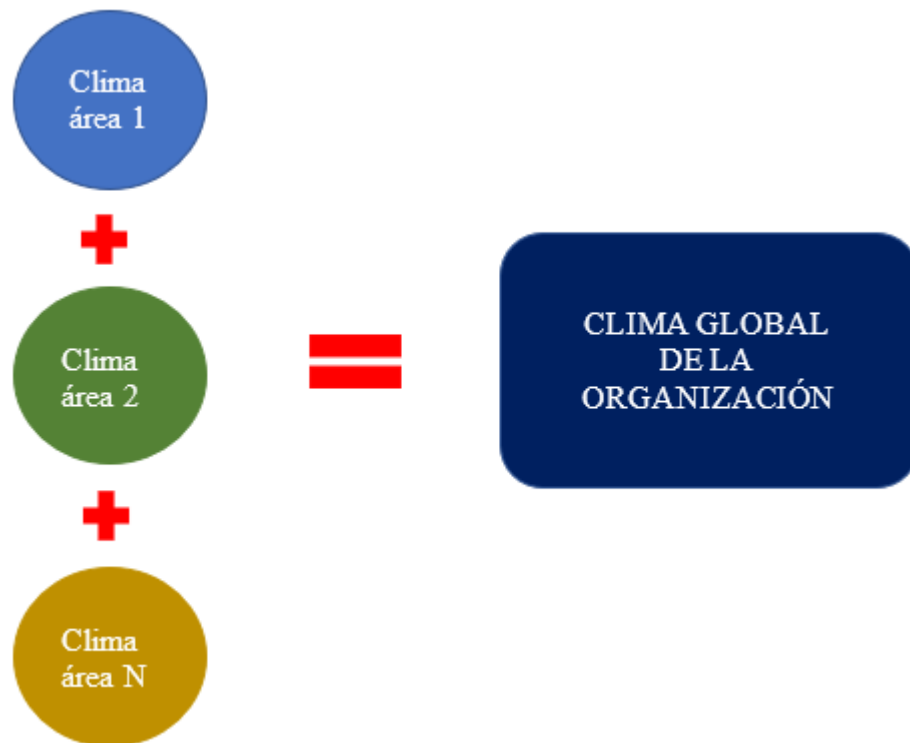 Clima
área 1
Clima
área 2
Clima
área N
CLIMA GLOBAL
DE LA
ORGANIZACIÓN